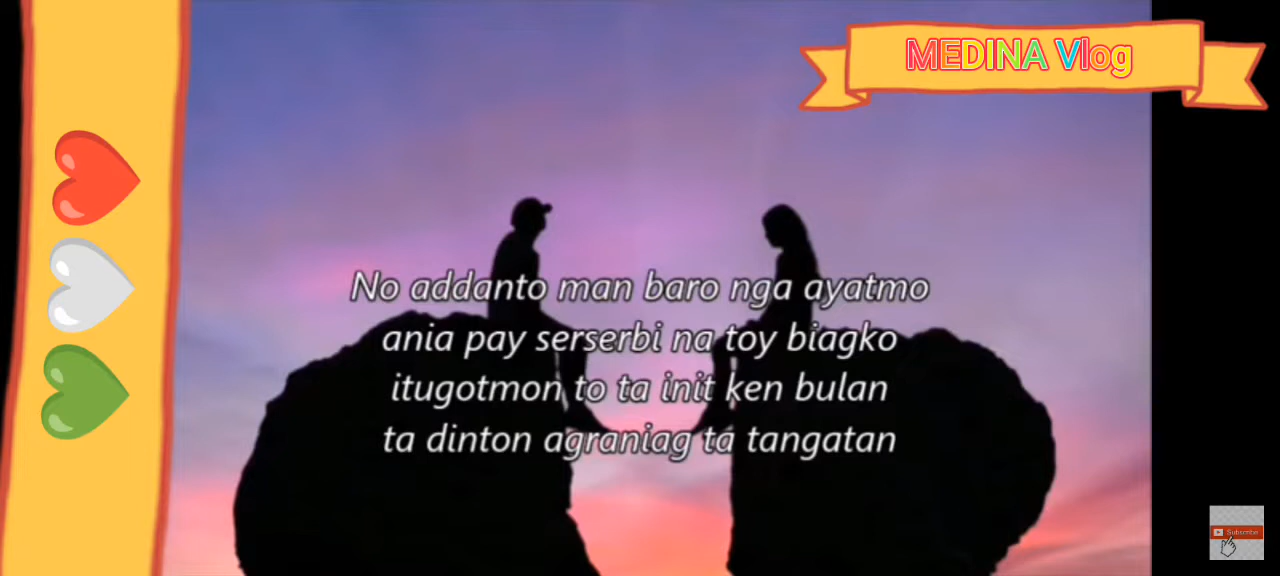 MEDINA Vlog
No addanto man baro nga ayatmo
ania pay serserbi na toy biagko
itugotmon to ta init ken bulan
ta dinton agraniag ta tangatan
Subscribe